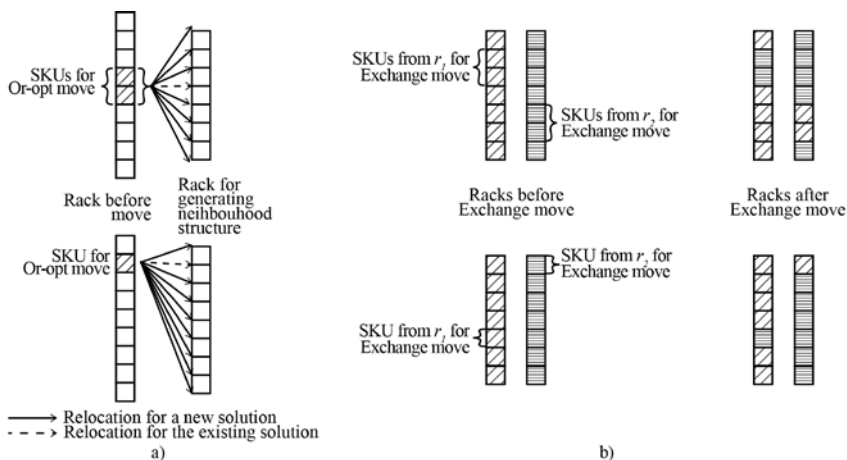 SKUs for
Or-opt move
Rack before
move
Rack for
generating
neihbouhood
structure
SKU for
Or-opt move
Relocation for a new solution
Relocation for the existing solution
a)
SKUs from r₁ for
Exchange move
SKUs from r₂ for
Exchange move
Racks before
Exchange move
Racks after
Exchange move
SKU from r₂ for
Exchange move
SKU from r₁ for
Exchange move
b)